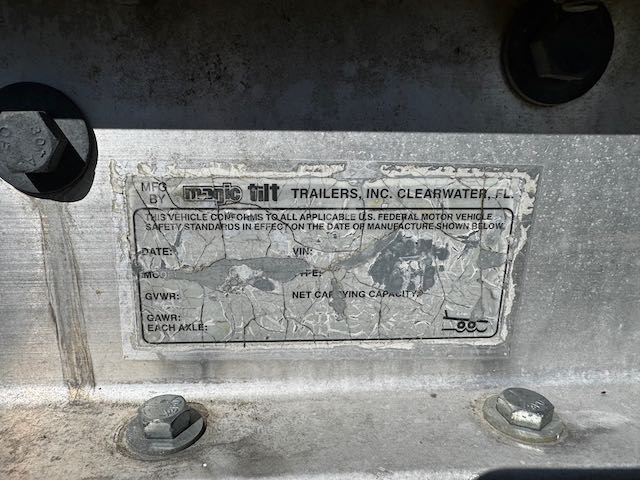 MFG BY magic tilt TRAILERS, INC. CLEARWATER, FL.
THIS VEHICLE CONFORMS TO ALL APPLICABLE U.S. FEDERAL MOTOR VEHICLE
SAFETY STANDARDS IN EFFECT ON THE DATE OF MANUFACTURE SHOWN BELOW
DATE: VIN:
GVWR: NET CARRYING CAPACITY:
GAWR:
EACH AXLE: